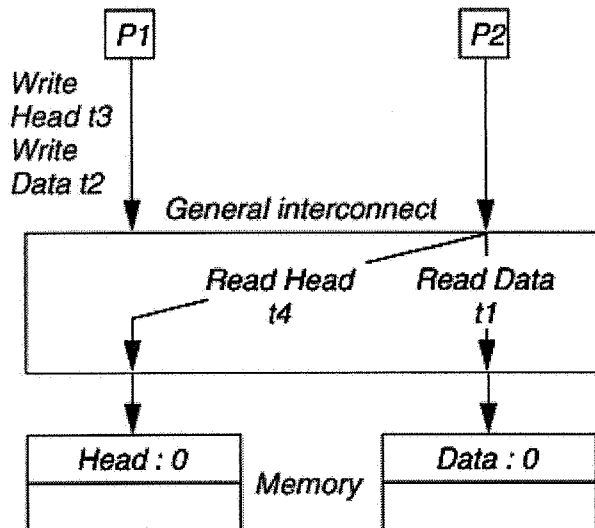 P1
P2
Write
Head t3
Write
Data t2
General interconnect
Read Head
t4
Read Data
t1
Head : 0
Memory
Data : 0